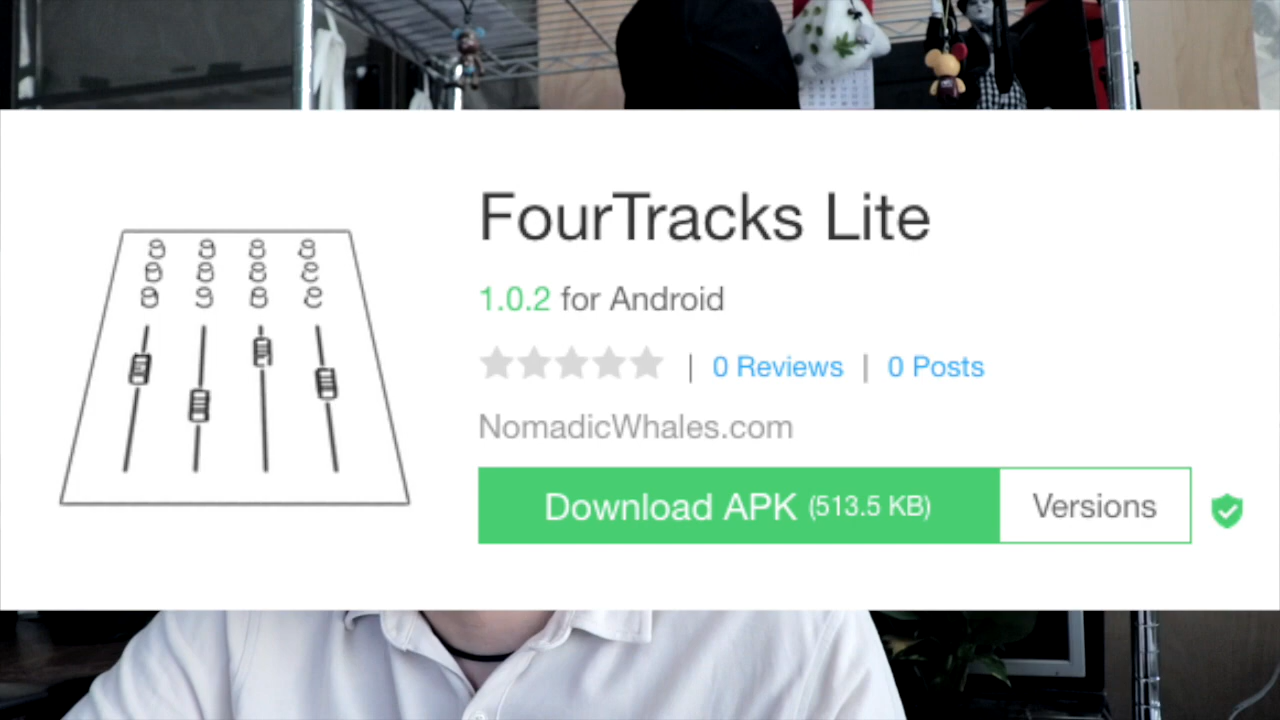 FourTracks Lite
1.0.2 for Android
| 0 Reviews | 0 Posts
NomadicWhales.com
Download APK (513.5 KB) Versions